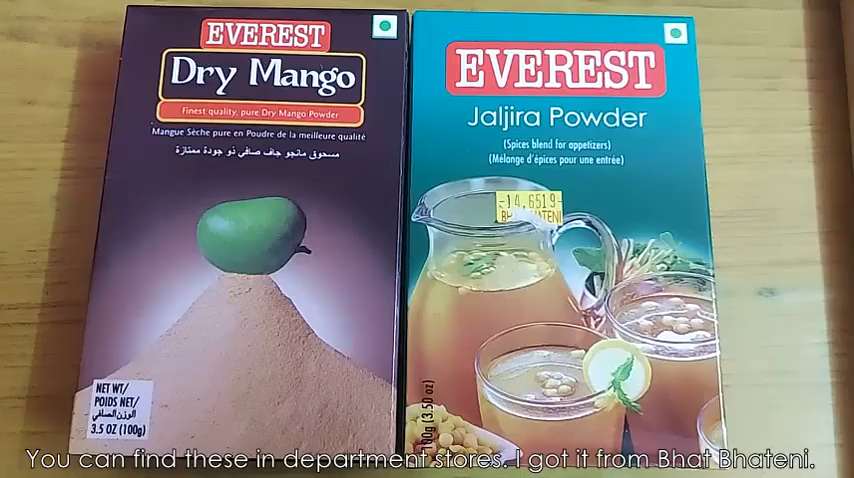 EVEREST
Dry Mango
Finest quality, pure Dry Mango Powder
Mangue Sèche pure en Poudre de la meilleure qualité
مسحوق مانجو جاف صافي ذو جودة ممتازة
NET WT/
POIDS NET/
الوزن الصافي
3.5 OZ (100g)
EVEREST
Jaljira Powder
(Spices blend for appetizers)
(Mélange d'épices pour une entrée)
100g (3.50 oz)
You can find these in department stores. I got it from Bhat Bhateni.